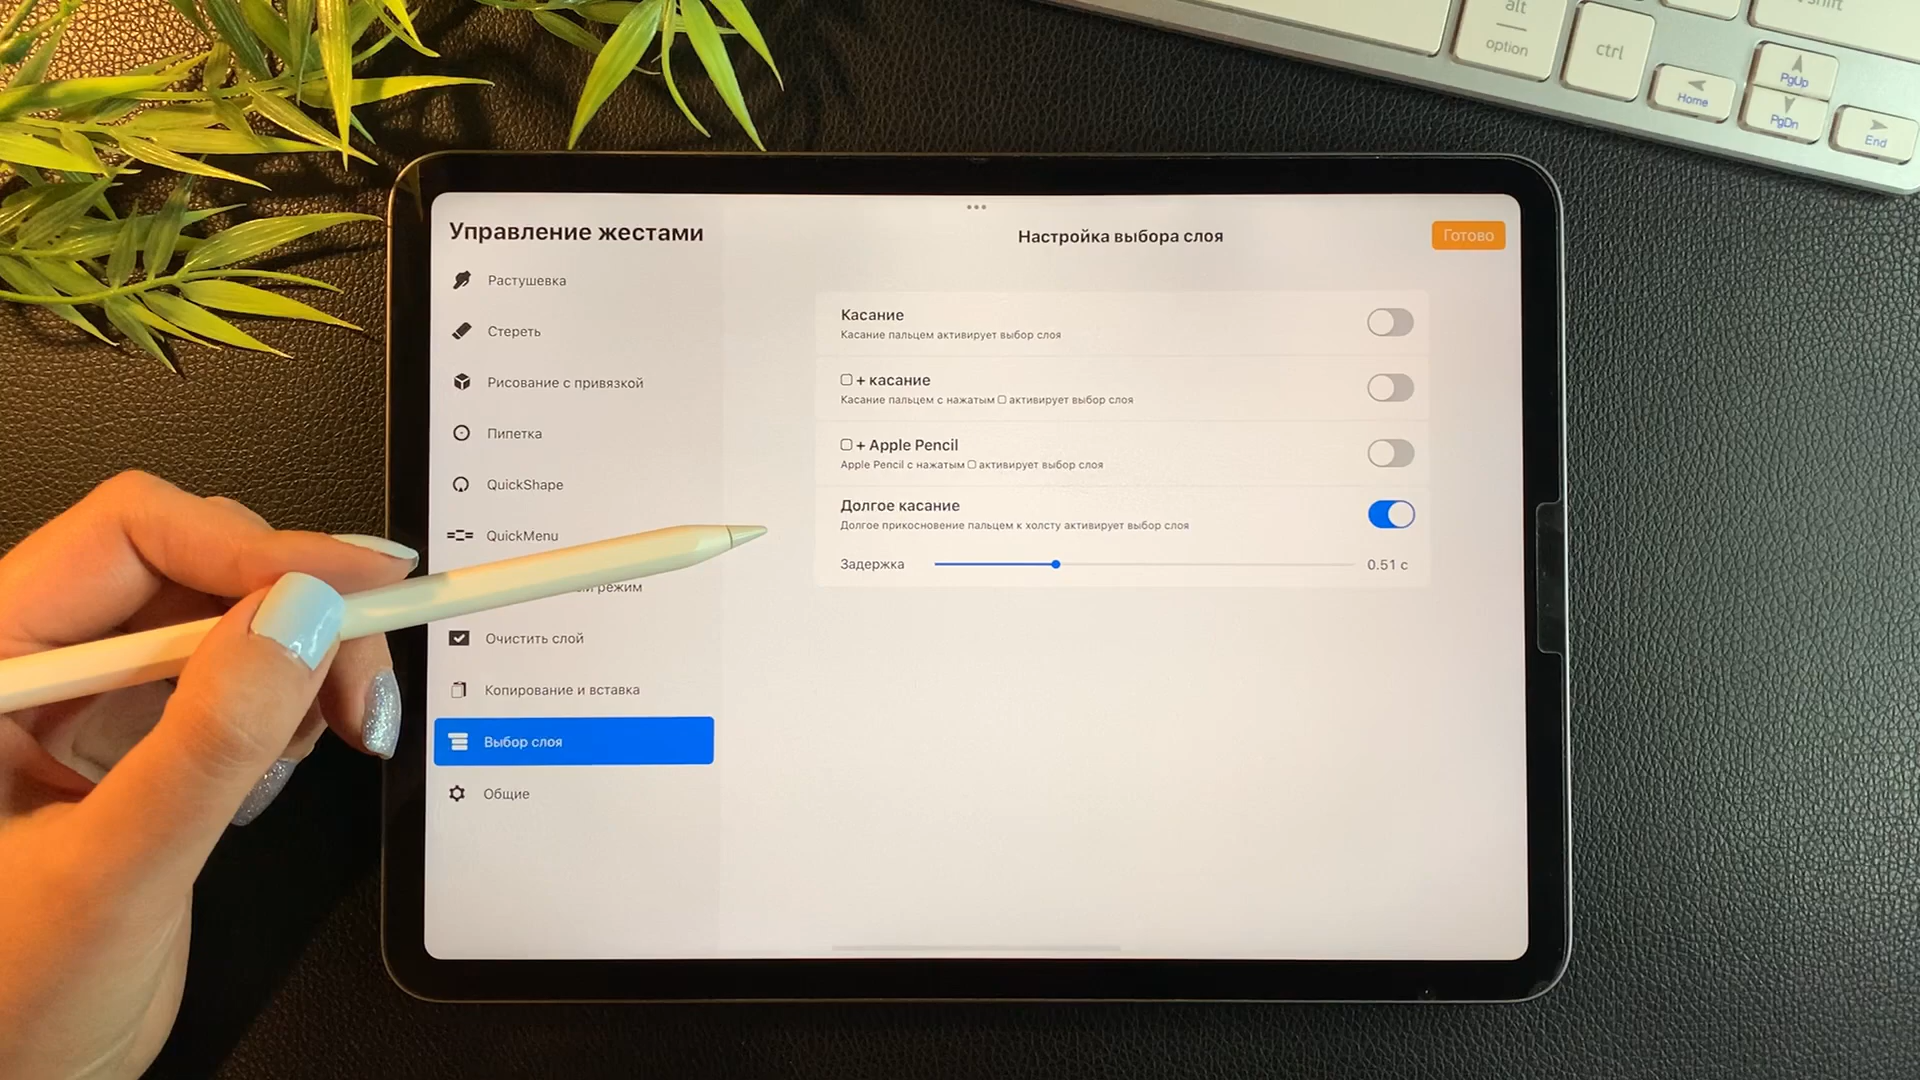 alt
option
ctrl
shift
PgUp
Home
PgDn
End
Управление жестами
Растушевка
Стереть
Рисование с привязкой
Пипетка
QuickShape
QuickMenu
режим
Очистить слой
Копирование и вставка
Выбор слоя
Общие
Настройка выбора слоя
Готово
Касание
Касание пальцем активирует выбор слоя
▢ + касание
Касание пальцем с нажатым ▢ активирует выбор слоя
▢ + Apple Pencil
Apple Pencil с нажатым ▢ активирует выбор слоя
Долгое касание
Долгое прикосновение пальцем к холсту активирует выбор слоя
Задержка 0.51 с